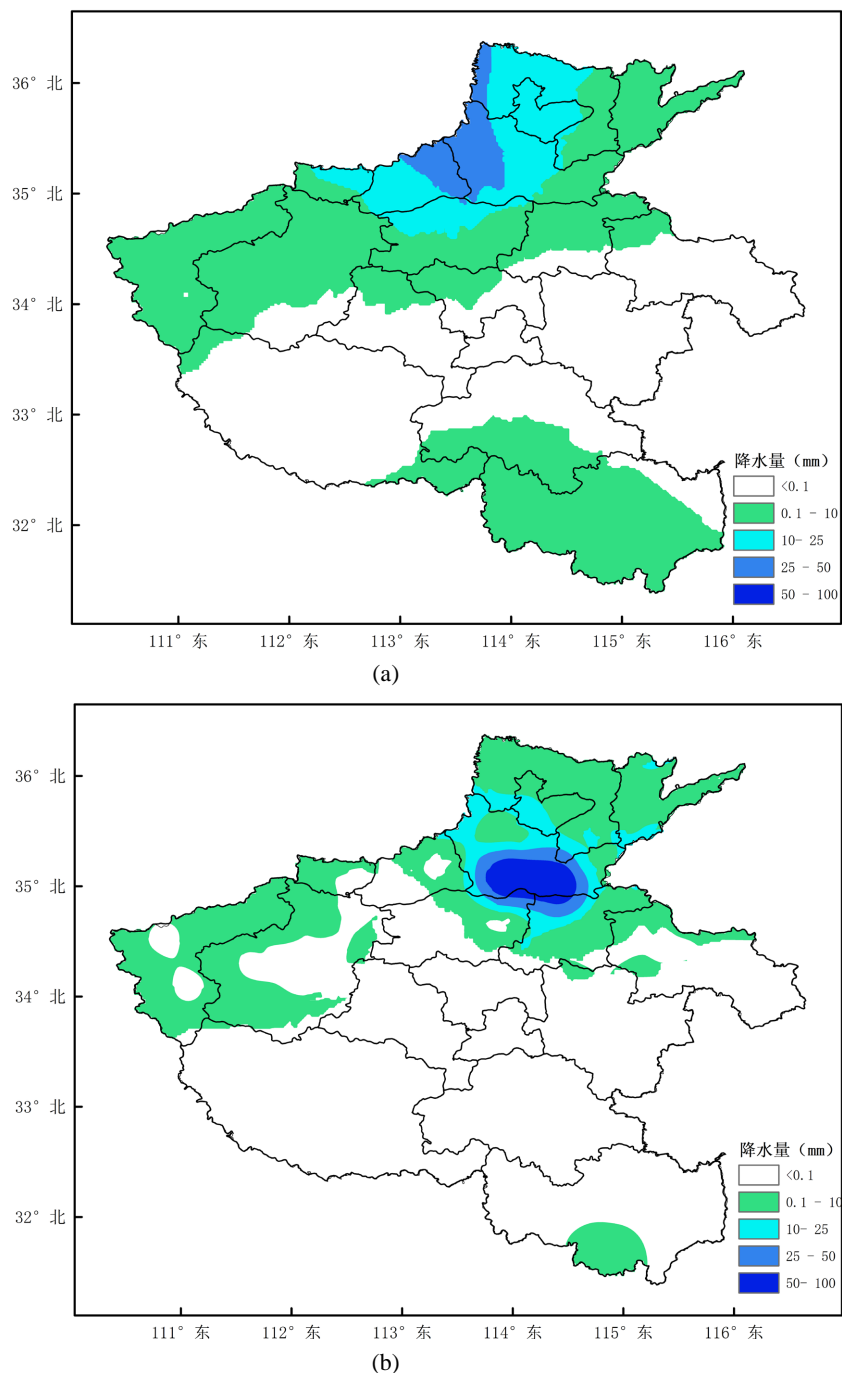 36° 北
35° 北
34° 北
33° 北
32° 北
降水量（mm）
<0.1
0.1 - 10
10- 25
25 - 50
50 - 100
111° 东 112° 东 113° 东 114° 东 115° 东 116° 东
(a)
36° 北
35° 北
34° 北
33° 北
32° 北
降水量（mm）
<0.1
0.1 - 10
10- 25
25 - 50
50- 100
111° 东 112° 东 113° 东 114° 东 115° 东 116° 东
(b)